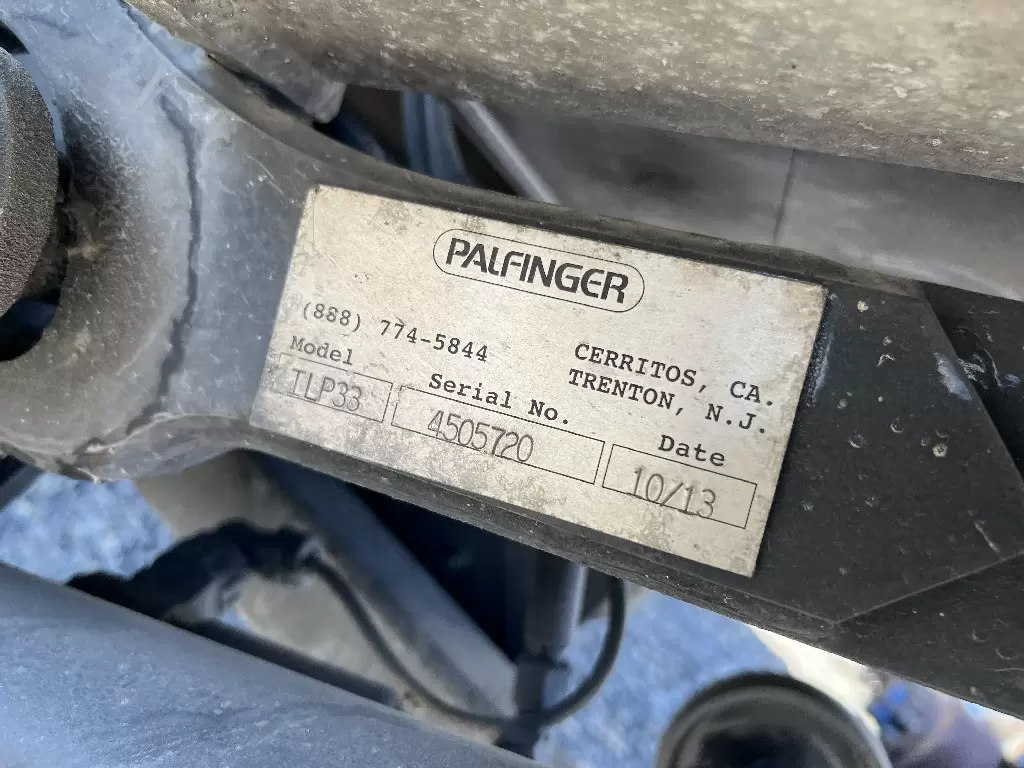 PALFINGER
(888) 774-5844
CERRITOS, CA.
TRENTON, N.J.
Model
Serial No.
Date
TLP33
4505720
10/13